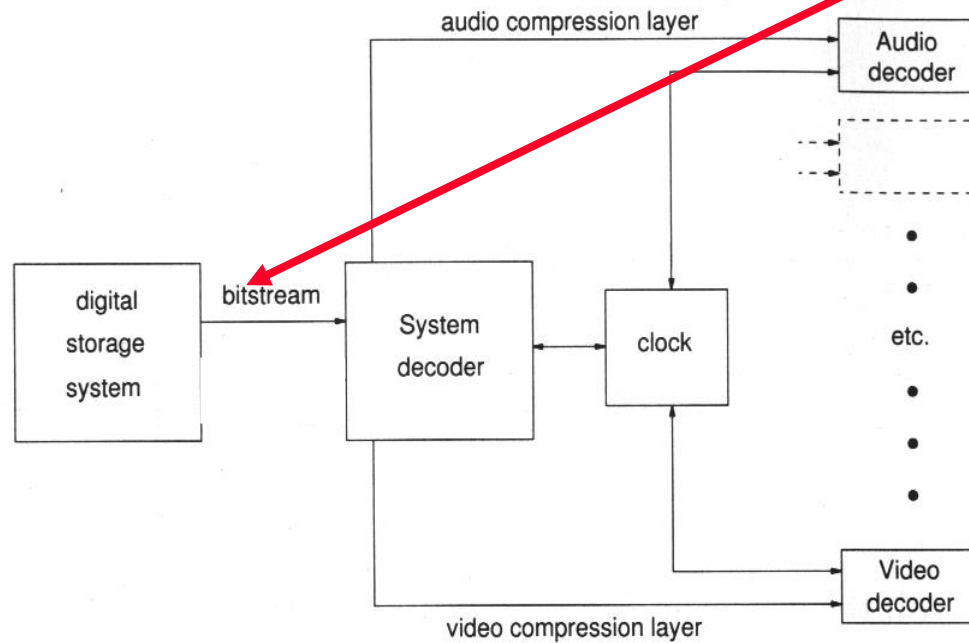 audio compression layer
Audio
decoder
digital
storage
system
bitstream
System
decoder
clock
etc.
Video
decoder
video compression layer